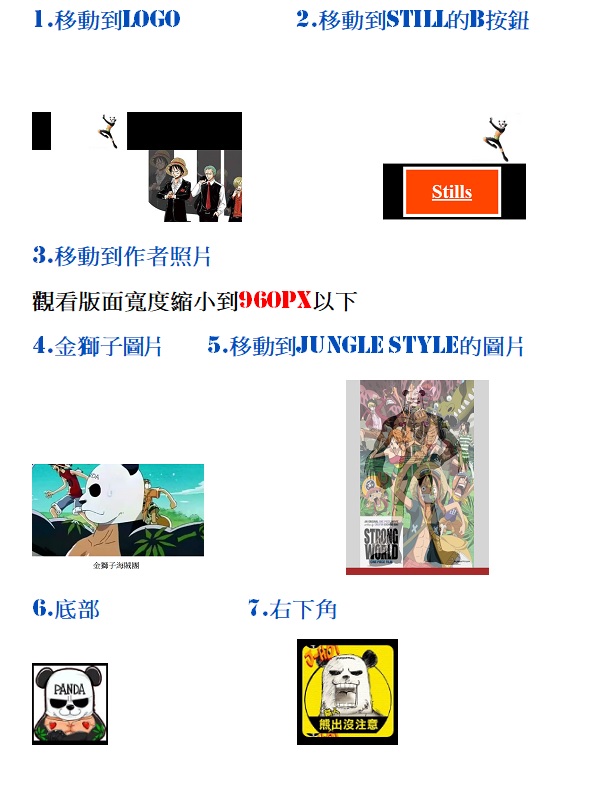 1.移動到LOGO
2.移動到STILL的B按鈕
Stills
3.移動到作者照片
觀看版面寬度縮小到960PX以下
4.金獅子圖片
5.移動到JUNGLE STYLE的圖片
STRONG
WORLD
金獅子海賊團
6.底部
7.右下角
PANDA
熊出沒注意